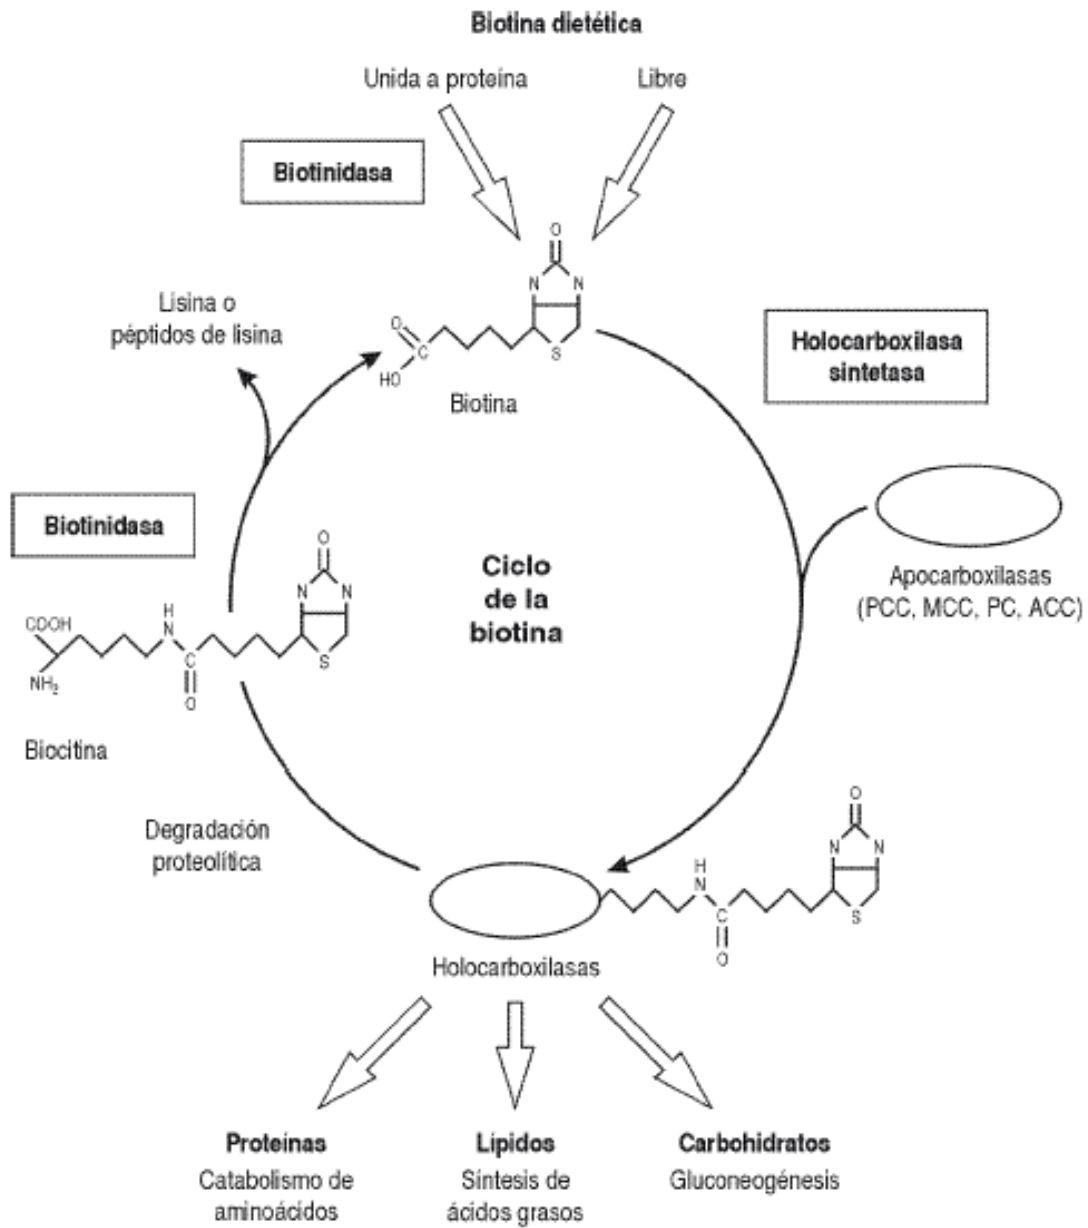 Biotina dietética
Unida a proteína
Libre
Biotinidasa
O
N
N
S
O
C
HO
Biotina
Lisina o
péptidos de lisina
Holocarboxilasa
sintetasa
Biotinidasa
Apocarboxilasas
(PCC, MCC, PC, ACC)
Ciclo
de la
biotina
O
N
N
S
H
N
C
O
COOH
NH2
Biocitina
Degradación
proteolítica
O
N
N
S
H
N
C
O
Holocarboxilasas
Proteínas
Catabolismo de
aminoácidos
Lípidos
Síntesis de
ácidos grasos
Carbohidratos
Gluconeogénesis